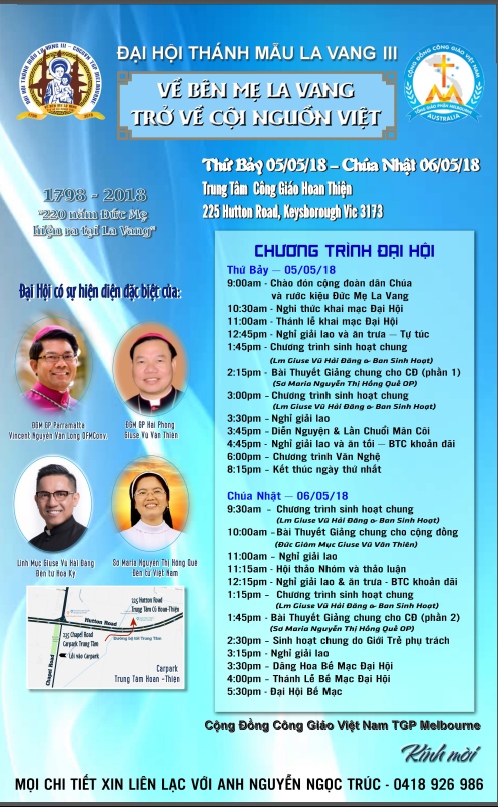 ĐẠI HỘI THÁNH MẪU LA VANG III
VỀ BÊN MẸ LA VANG
TRỞ VỀ CỘI NGUỒN VIỆT
Thứ Bảy 05/05/18 – Chúa Nhật 06/05/18
Trung Tâm Công Giáo Hoan Thiện
225 Hutton Road, Keysborough Vic 3173
1798 - 2018
"220 năm Đức Mẹ
hiện ra tại La Vang"
Đại Hội có sự hiện diện đặc biệt của:
ĐGM GP Parramatta
Vincent Nguyễn Văn Long OFMConv.
ĐGM GP Hải Phòng
Giuse Vũ Văn Thiên
Linh Mục Giuse Vũ Hải Đăng
Đến từ Hoa Kỳ
Sơ Maria Nguyễn Thị Hồng Quế
Đến từ Việt Nam
225 Hutton Road
Trung Tâm CG Hoan-Thiện
Hutton Road
225 Chapel Road
Carpark Trung Tâm
Đường bộ tới Trung Tâm
Lối vào Carpark
Chapel Road
Carpark
Trung Tâm Hoan -Thiện
CHƯƠNG TRÌNH ĐẠI HỘI
Thứ Bảy – 05/05/18
9:00am - Chào đón cộng đoàn dân Chúa
và rước kiệu Đức Mẹ La Vang
10:30am - Nghi thức khai mạc Đại Hội
11:00am - Thánh lễ khai mạc Đại Hội
12:45pm - Nghỉ giải lao và ăn trưa – Tự túc
1:45pm - Chương trình sinh hoạt chung
(Lm Giuse Vũ Hải Đăng & Ban Sinh Hoạt)
2:15pm - Bài Thuyết Giảng chung cho CĐ (phần 1)
(Sơ Maria Nguyễn Thị Hồng Quế OP)
3:00pm - Chương trình sinh hoạt chung
(Lm Giuse Vũ Hải Đăng & Ban Sinh Hoạt)
3:30pm - Nghỉ giải lao
3:45pm - Diễn Nguyện & Lần Chuỗi Mân Côi
4:45pm - Nghỉ giải lao và ăn tối – BTC khoản đãi
6:00pm - Chương trình Văn Nghệ
8:15pm - Kết thúc ngày thứ nhất
Chúa Nhật – 06/05/18
9:30am - Chương trình sinh hoạt chung
(Lm Giuse Vũ Hải Đăng & Ban Sinh Hoạt)
10:00am -Bài Thuyết Giảng chung cho cộng đồng
(Đức Giám Mục Giuse Vũ Văn Thiên)
11:00am - Nghỉ giải lao
11:15am - Hội thảo Nhóm và thảo luận
12:15pm - Nghỉ giải lao & ăn trưa - BTC khoản đãi
1:15pm - Chương trình sinh hoạt chung
(Lm Giuse Vũ Hải Đăng & Ban Sinh Hoạt)
1:45pm - Bài Thuyết Giảng chung cho CĐ (phần 2)
(Sơ Maria Nguyễn Thị Hồng Quế OP)
2:30pm - Sinh hoạt chung do Giới Trẻ phụ trách
3:15pm - Nghỉ giải lao
3:30pm - Dâng Hoa Bế Mạc Đại Hội
4:00pm - Thánh Lễ Bế Mạc Đại Hội
5:30pm - Đại Hội Bế Mạc
Cộng Đồng Công Giáo Việt Nam TGP Melbourne
Kính mời
MỌI CHI TIẾT XIN LIÊN LẠC VỚI ANH NGUYỄN NGỌC TRÚC - 0418 926 986